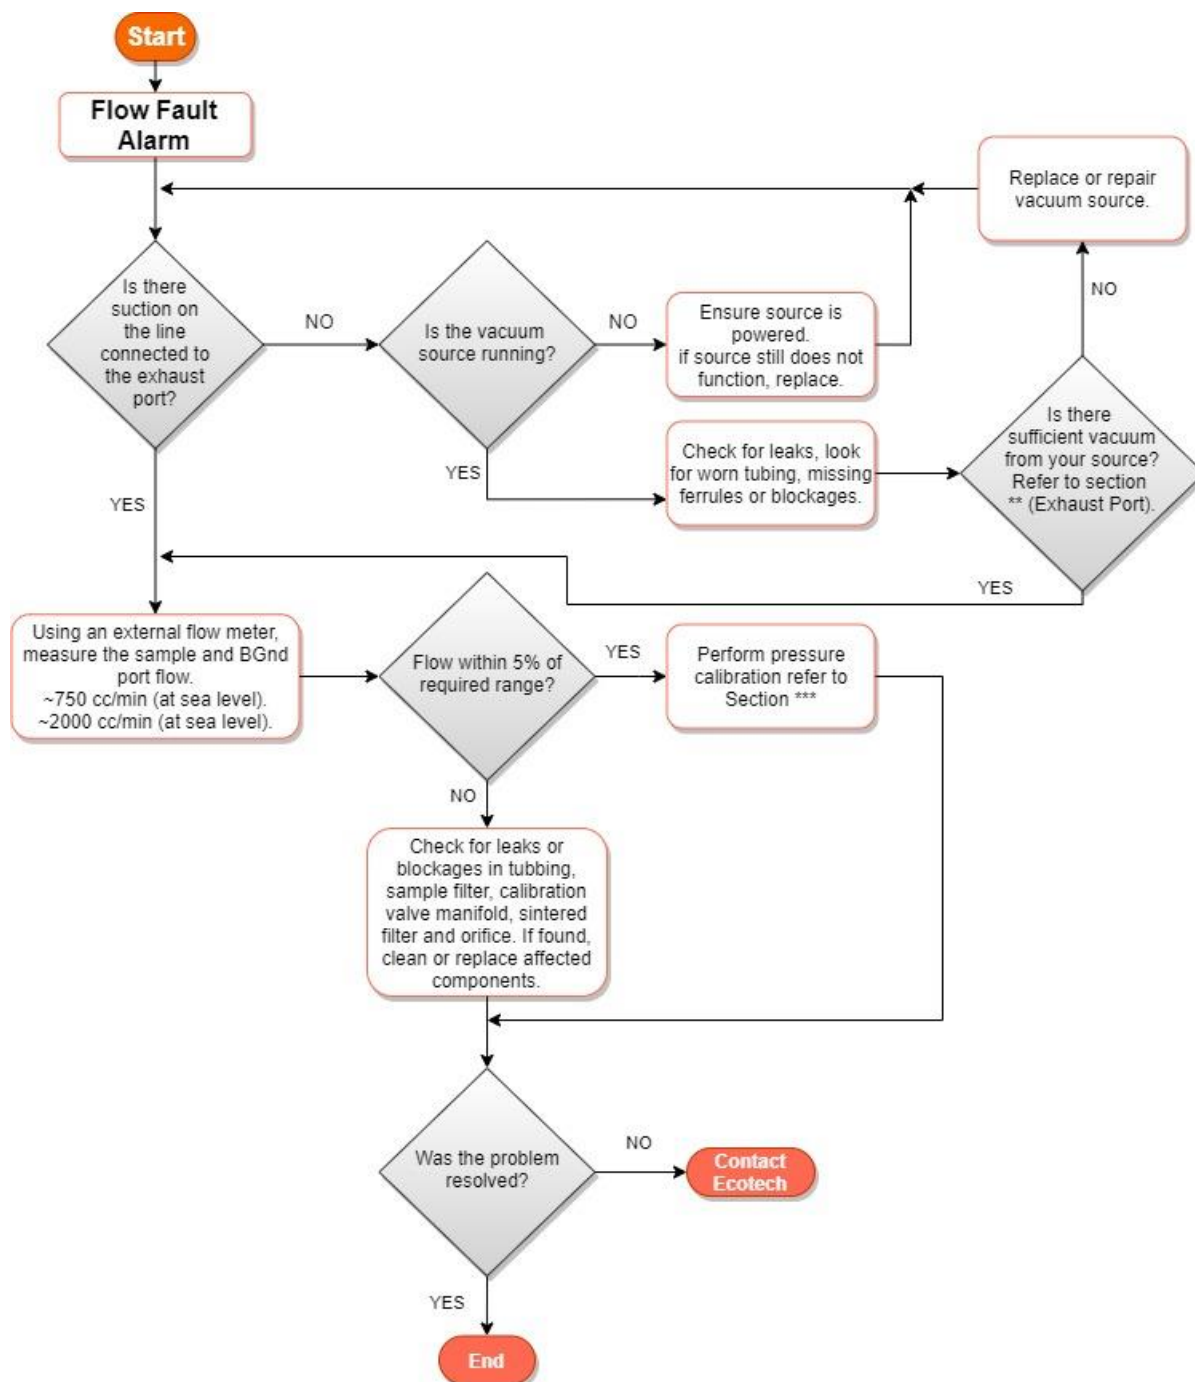 Start
Flow Fault
Alarm
Replace or repair
vacuum source.
NO
Is there
suction on
the line
connected to
the exhaust
port?
NO
Is the vacuum
source running?
NO
Ensure source is
powered.
if source still does not
function, replace.
Is there
sufficient vacuum
from your source?
Refer to section
** (Exhaust Port).
YES
Check for leaks, look
for worn tubing, missing
ferrules or blockages.
YES
YES
Using an external flow meter,
measure the sample and BGnd
port flow.
~750 cc/min (at sea level).
~2000 cc/min (at sea level).
Flow within 5% of
required range?
YES
Perform pressure
calibration refer to
Section ***
NO
Check for leaks or
blockages in tubbing,
sample filter, calibration
valve manifold, sintered
filter and orifice. If found,
clean or replace affected
components.
Was the problem
resolved?
NO
Contact
Ecotech
YES
End